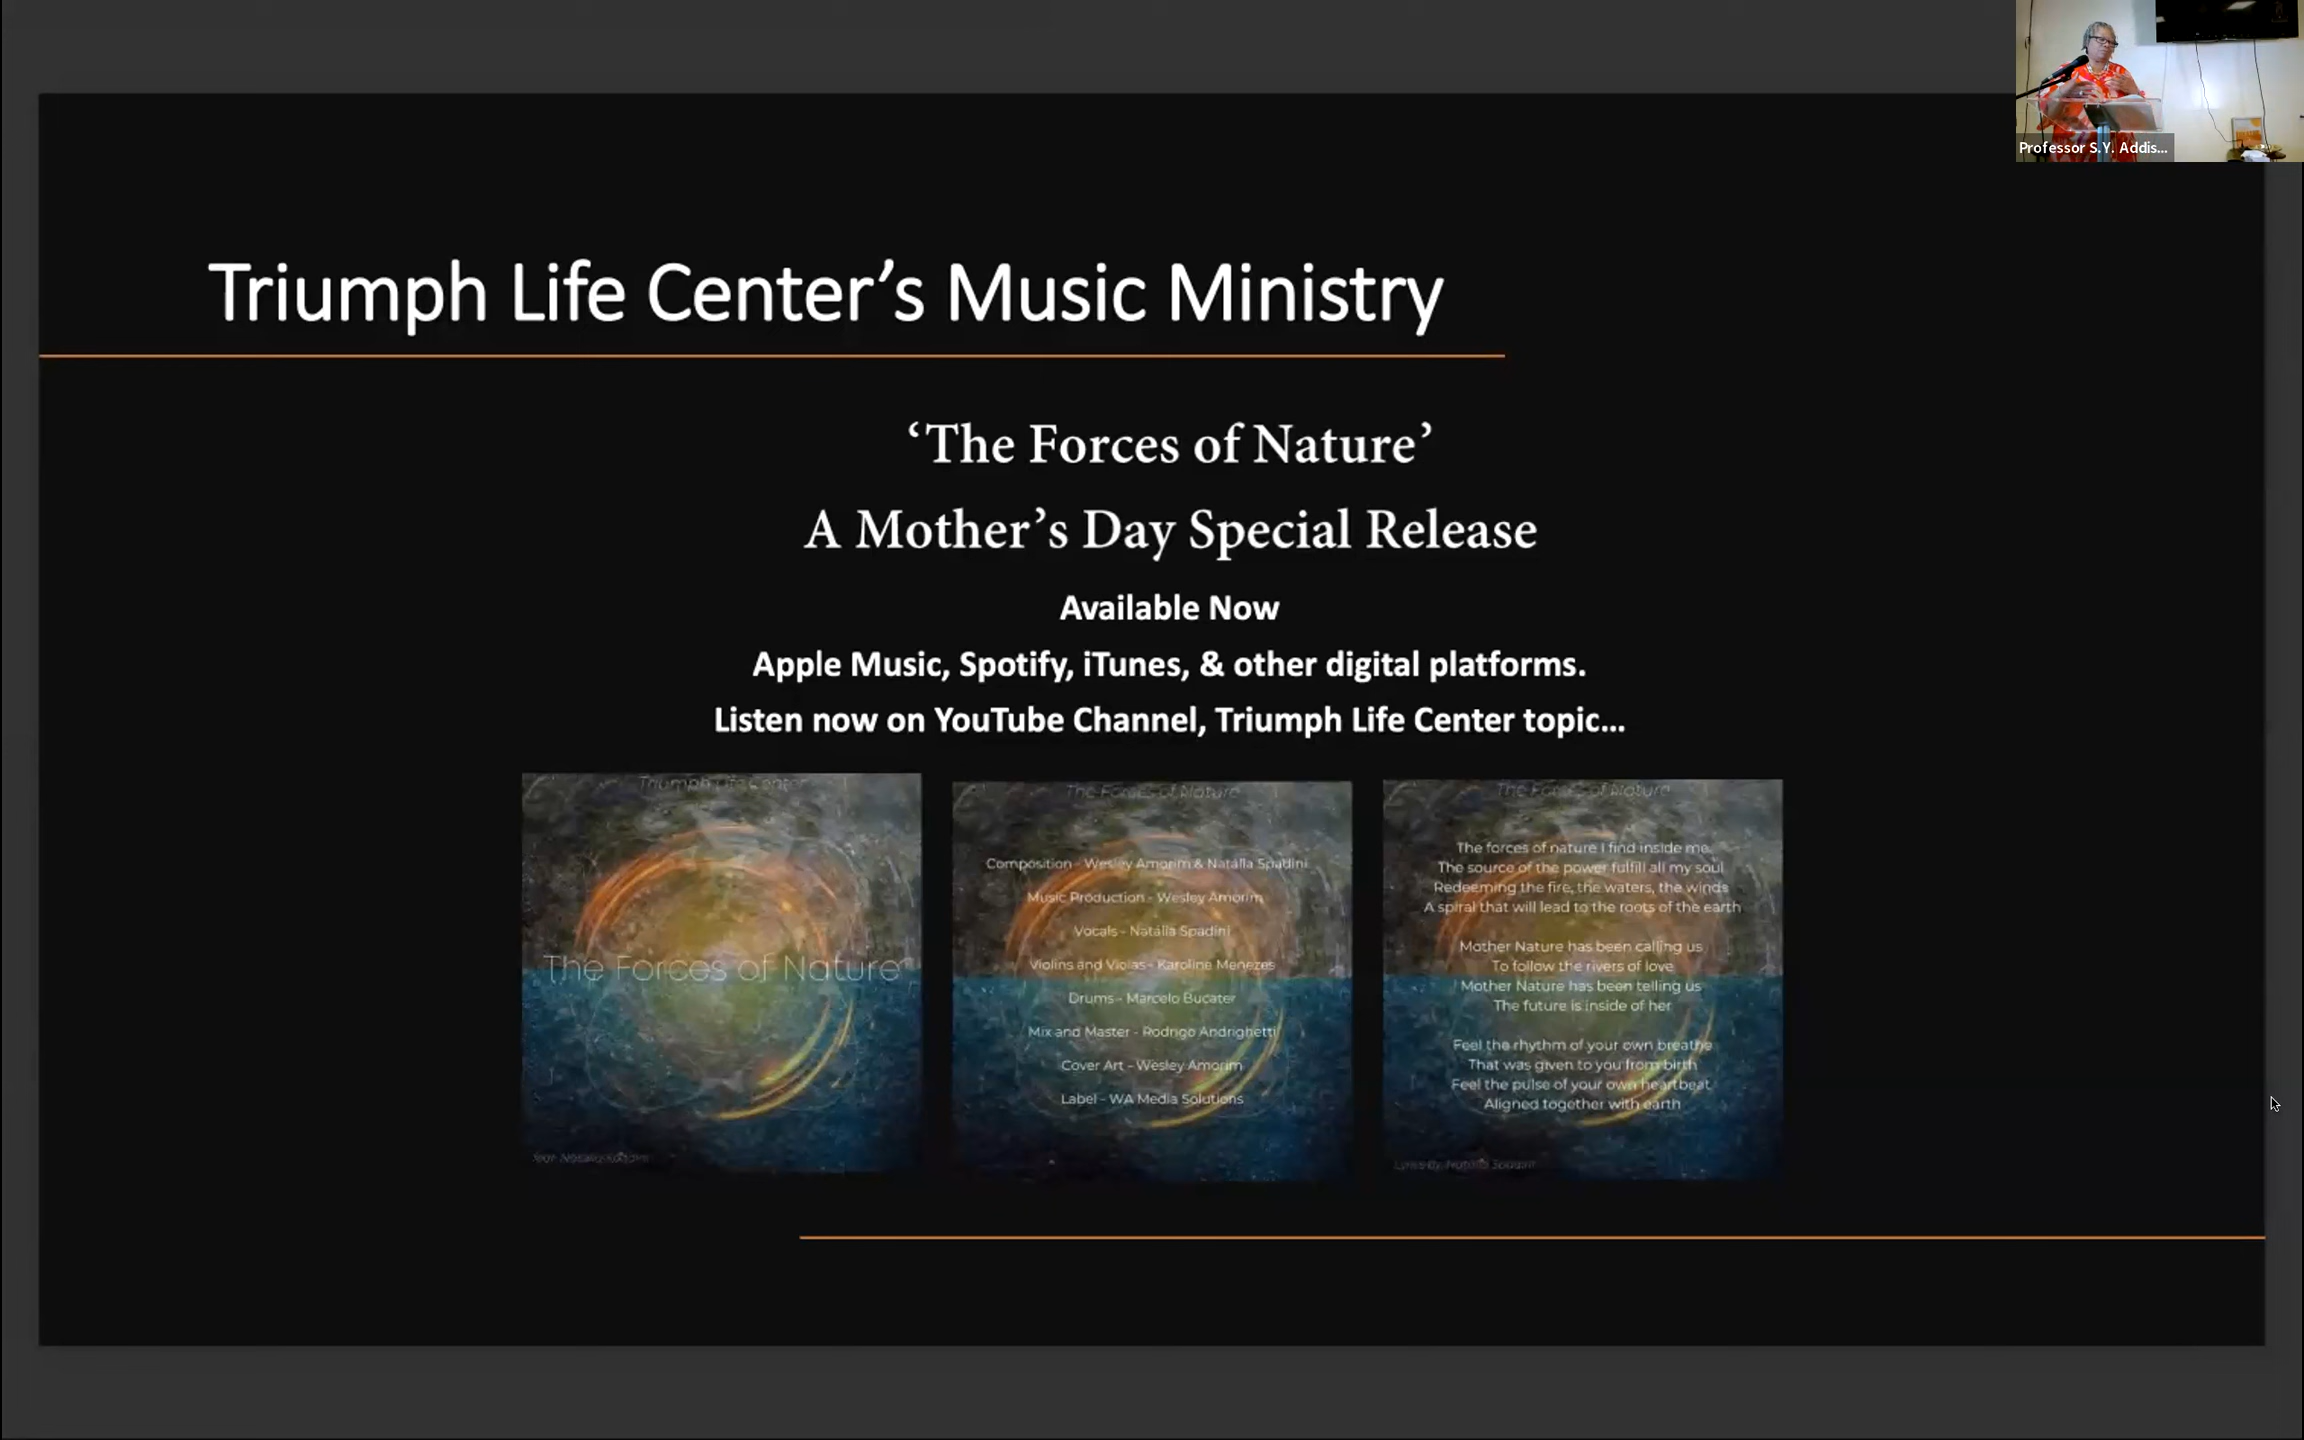 Professor S.Y. Addis...
Triumph Life Center’s Music Ministry
‘The Forces of Nature’
A Mother’s Day Special Release
Available Now
Apple Music, Spotify, iTunes, & other digital platforms.
Listen now on YouTube Channel, Triumph Life Center topic...
Triumph Life Center
The Forces of Nature
The Forces of Nature
Composition - Wesley Amorim & Natália Spadini
Music Production - Wesley Amorim
Vocals - Natália Spadini
Violins and Violas - Karoline Menezes
Drums - Marcelo Bucater
Mix and Master - Rodrigo Andrighetti
Cover Art - Wesley Amorim
Label - WA Media Solutions
The Forces of Nature
The forces of nature I find inside me
The source of the power fulfill all my soul
Redeeming the fire, the waters, the winds
A spiral that will lead to the roots of the earth
Mother Nature has been calling us
To follow the rivers of love
Mother Nature has been telling us
The future is inside of her
Feel the rhythm of your own breathe
That was given to you from birth
Feel the pulse of your own heartbeat
Aligned together with earth
Lyrics by Natália Spadini